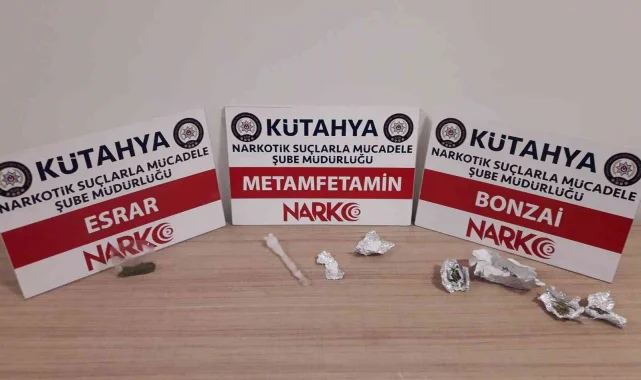 KÜTAHYA
NARKOTİK SUÇLARLA MÜCADELE
ŞUBE MÜDÜRLÜĞÜ
ESRAR
NARKO
KÜTAHYA
NARKOTİK SUÇLARLA MÜCADELE
ŞUBE MÜDÜRLÜĞÜ
METAMFETAMİN
NARKO
KÜTAHYA
NARKOTİK SUÇLARLA MÜCADELE
ŞUBE MÜDÜRLÜĞÜ
BONZAİ
NARKO